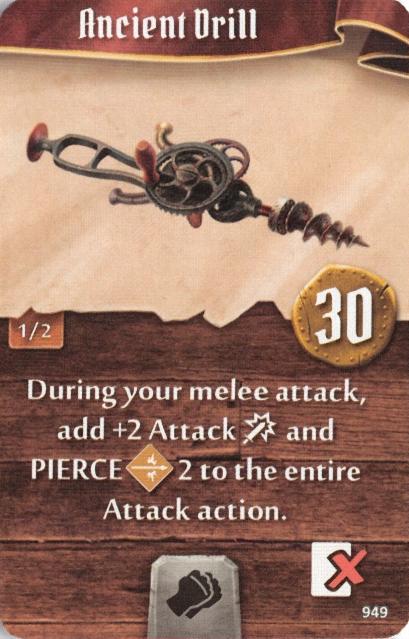 Ancient Drill
30
1/2
During your melee attack,
add +2 Attack and
PIERCE 2 to the entire
Attack action.
949